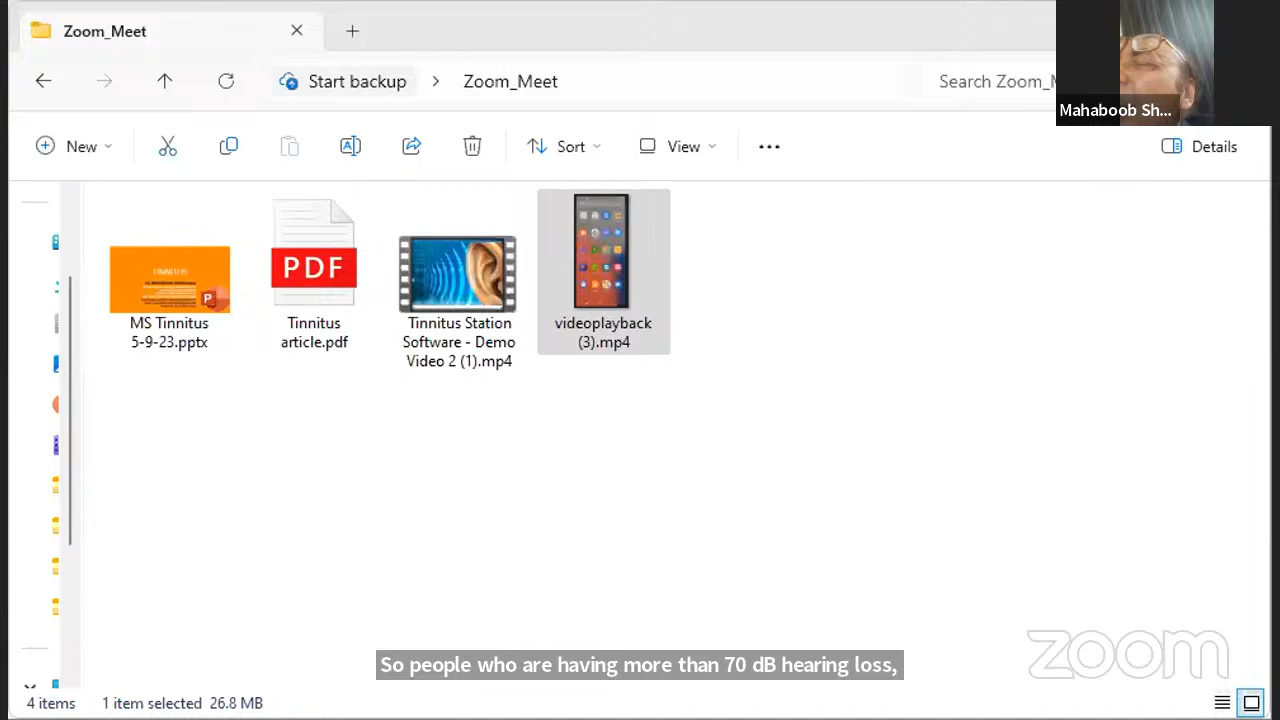 Zoom_Meet
Start backup
Zoom_Meet
Search Zoom_M
Mahaboob Sh...
New
Sort
View
Details
TINNITUS
PDF
MS Tinnitus
5-9-23.pptx
Tinnitus
article.pdf
Tinnitus Station
Software - Demo
Video 2 (1).mp4
videoplayback
(3).mp4
So people who are having more than 70 dB hearing loss,
zoom
4 items
1 item selected 26.8 MB